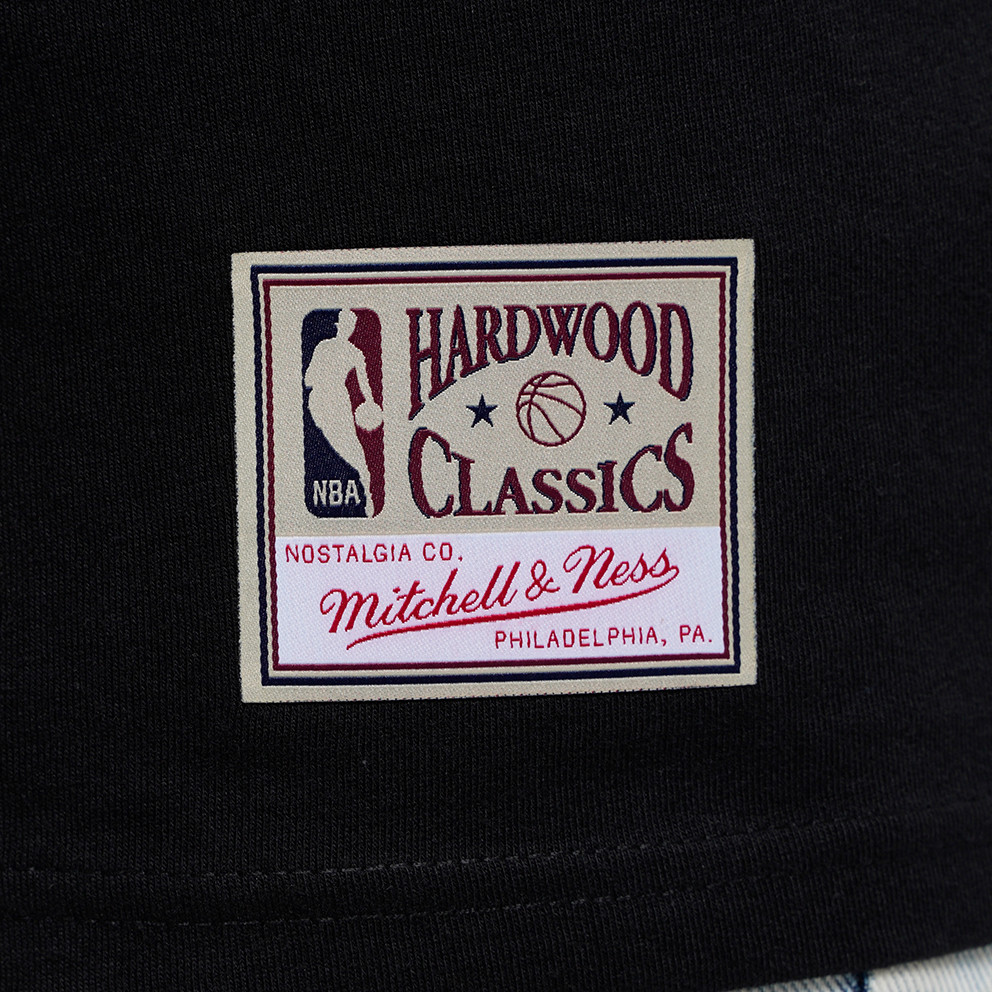 HARDWOOD
CLASSICS
NBA
NOSTALGIA CO.
Mitchell & Ness
PHILADELPHIA, PA.